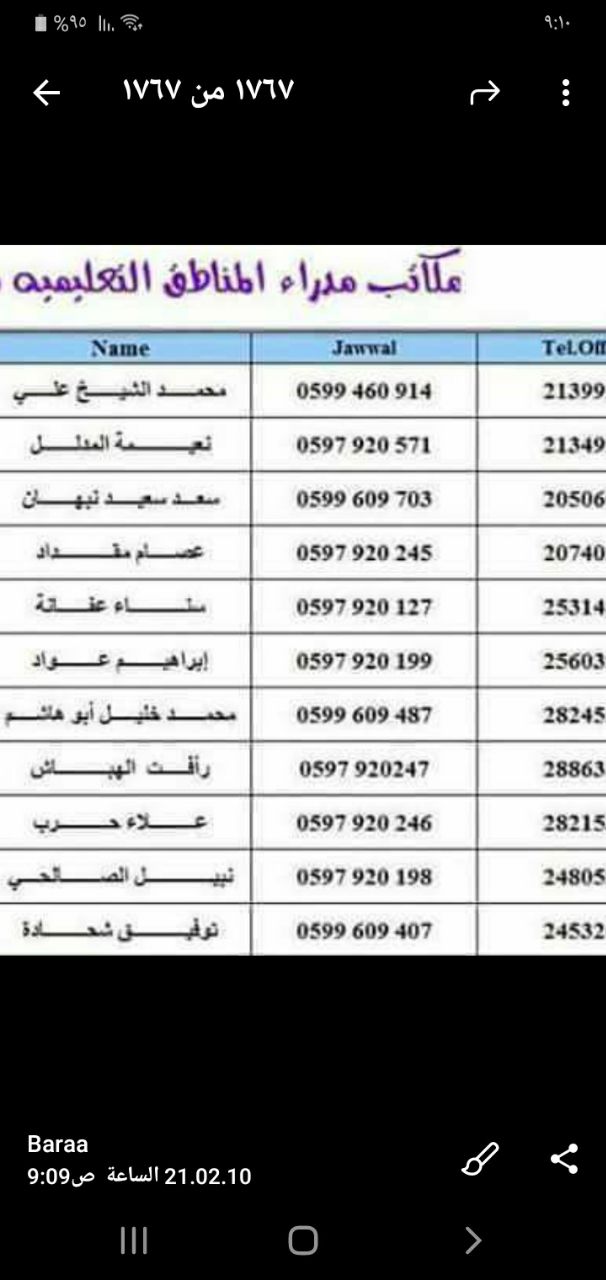 %٩٥ ٩:١٠
١٧٦٧ من ١٧٦٧
مكاتب مدراء المناطق التعليميه
Name Jawwal Tel.Off
محمد الشيخ علي 0599 460 914 21399
نعيمة المدلل 0597 920 571 21349
سعد سعيد نبهان 0599 609 703 20506
عصام مقداد 0597 920 245 20740
سناء عفانة 0597 920 127 25314
إبراهيم عواد 0597 920 199 25603
محمد خليل أبو هاشم 0599 609 487 28245
رأفت الهباش 0597 920247 28863
علاء حرب 0597 920 246 28215
نبيل الصالحي 0597 920 198 24805
توفيق شحادة 0599 609 407 24532
Baraa
21.02.10 الساعة 9:09ص